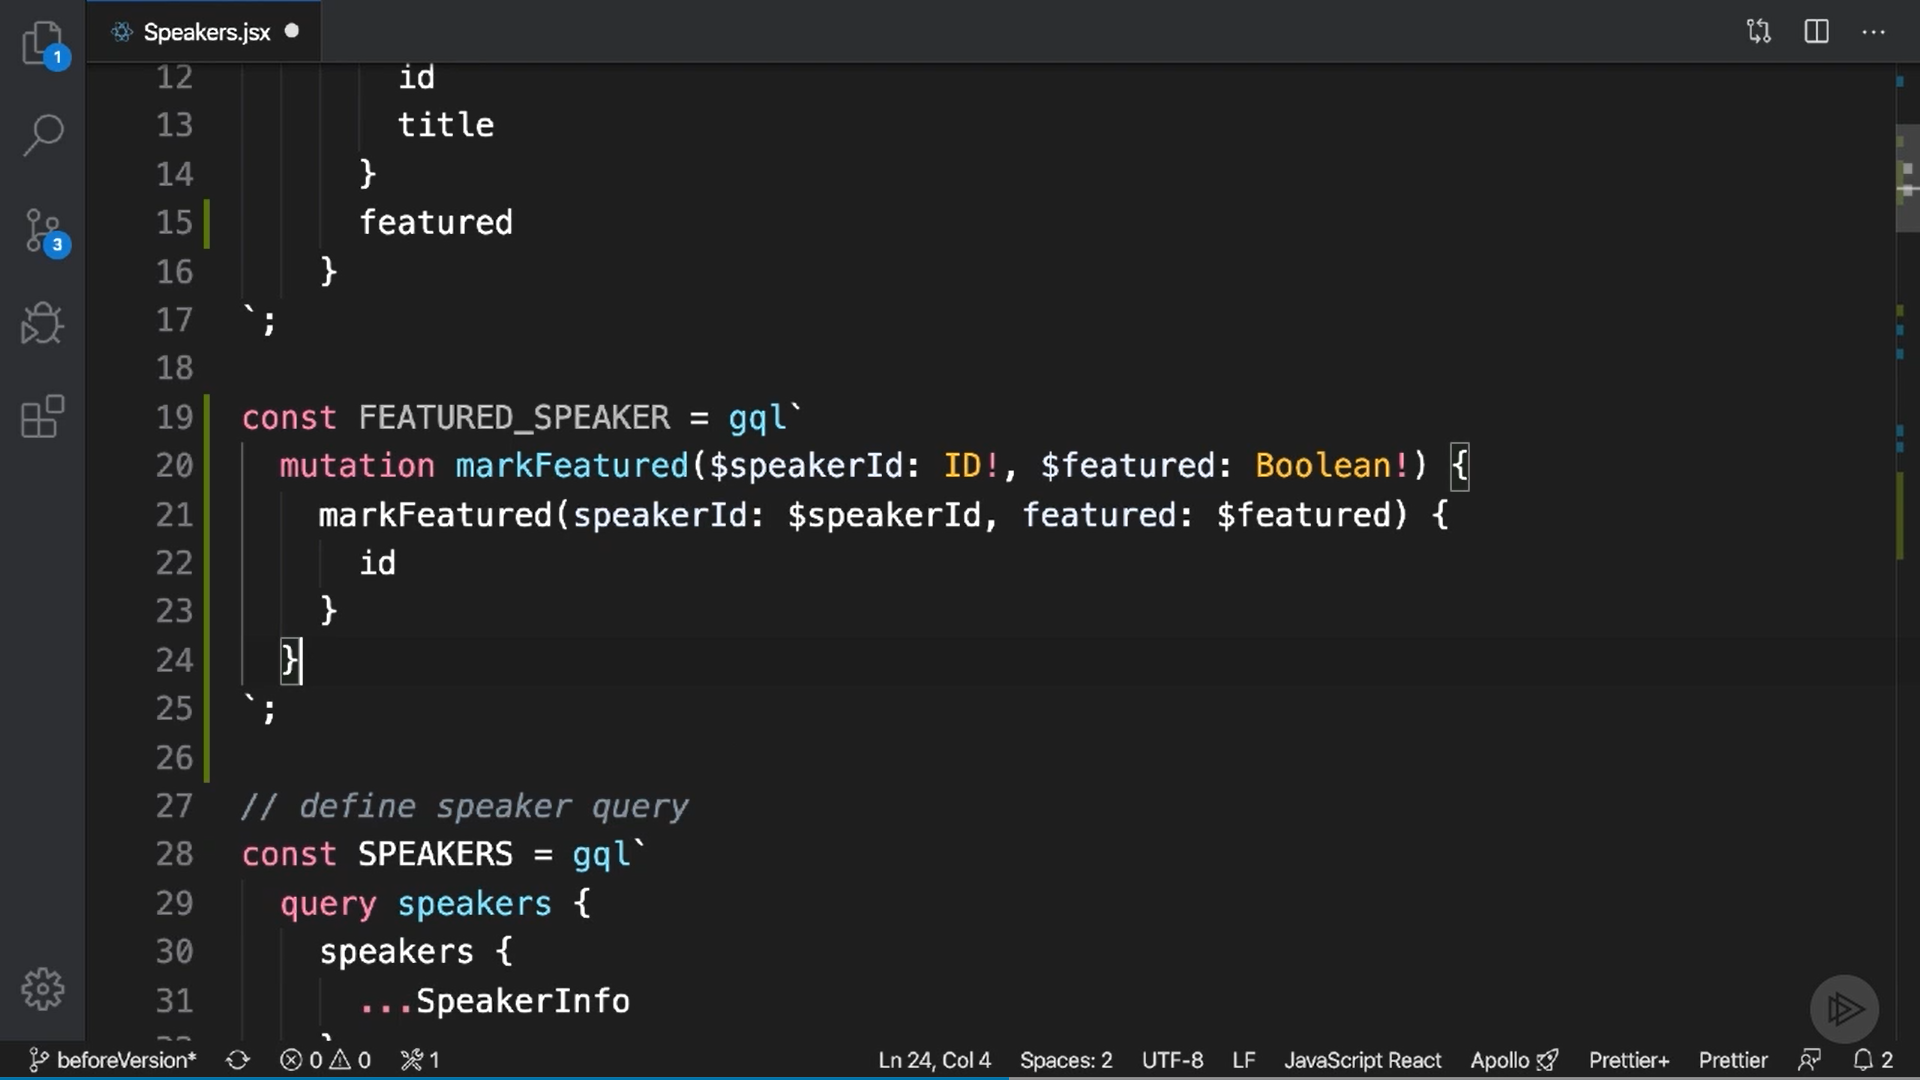 Speakers.jsx
1
12 id
13 title
14 }
15 featured
16 }
17 `;
18
19 const FEATURED_SPEAKER = gql`
20 mutation markFeatured($speakerId: ID!, $featured: Boolean!) {
21 markFeatured(speakerId: $speakerId, featured: $featured) {
22 id
23 }
24 }
25 `;
26
27 // define speaker query
28 const SPEAKERS = gql`
29 query speakers {
30 speakers {
31 ...SpeakerInfo
3
beforeVersion* 0 0 1 Ln 24, Col 4 Spaces: 2 UTF-8 LF JavaScript React Apollo Prettier+ Prettier 2